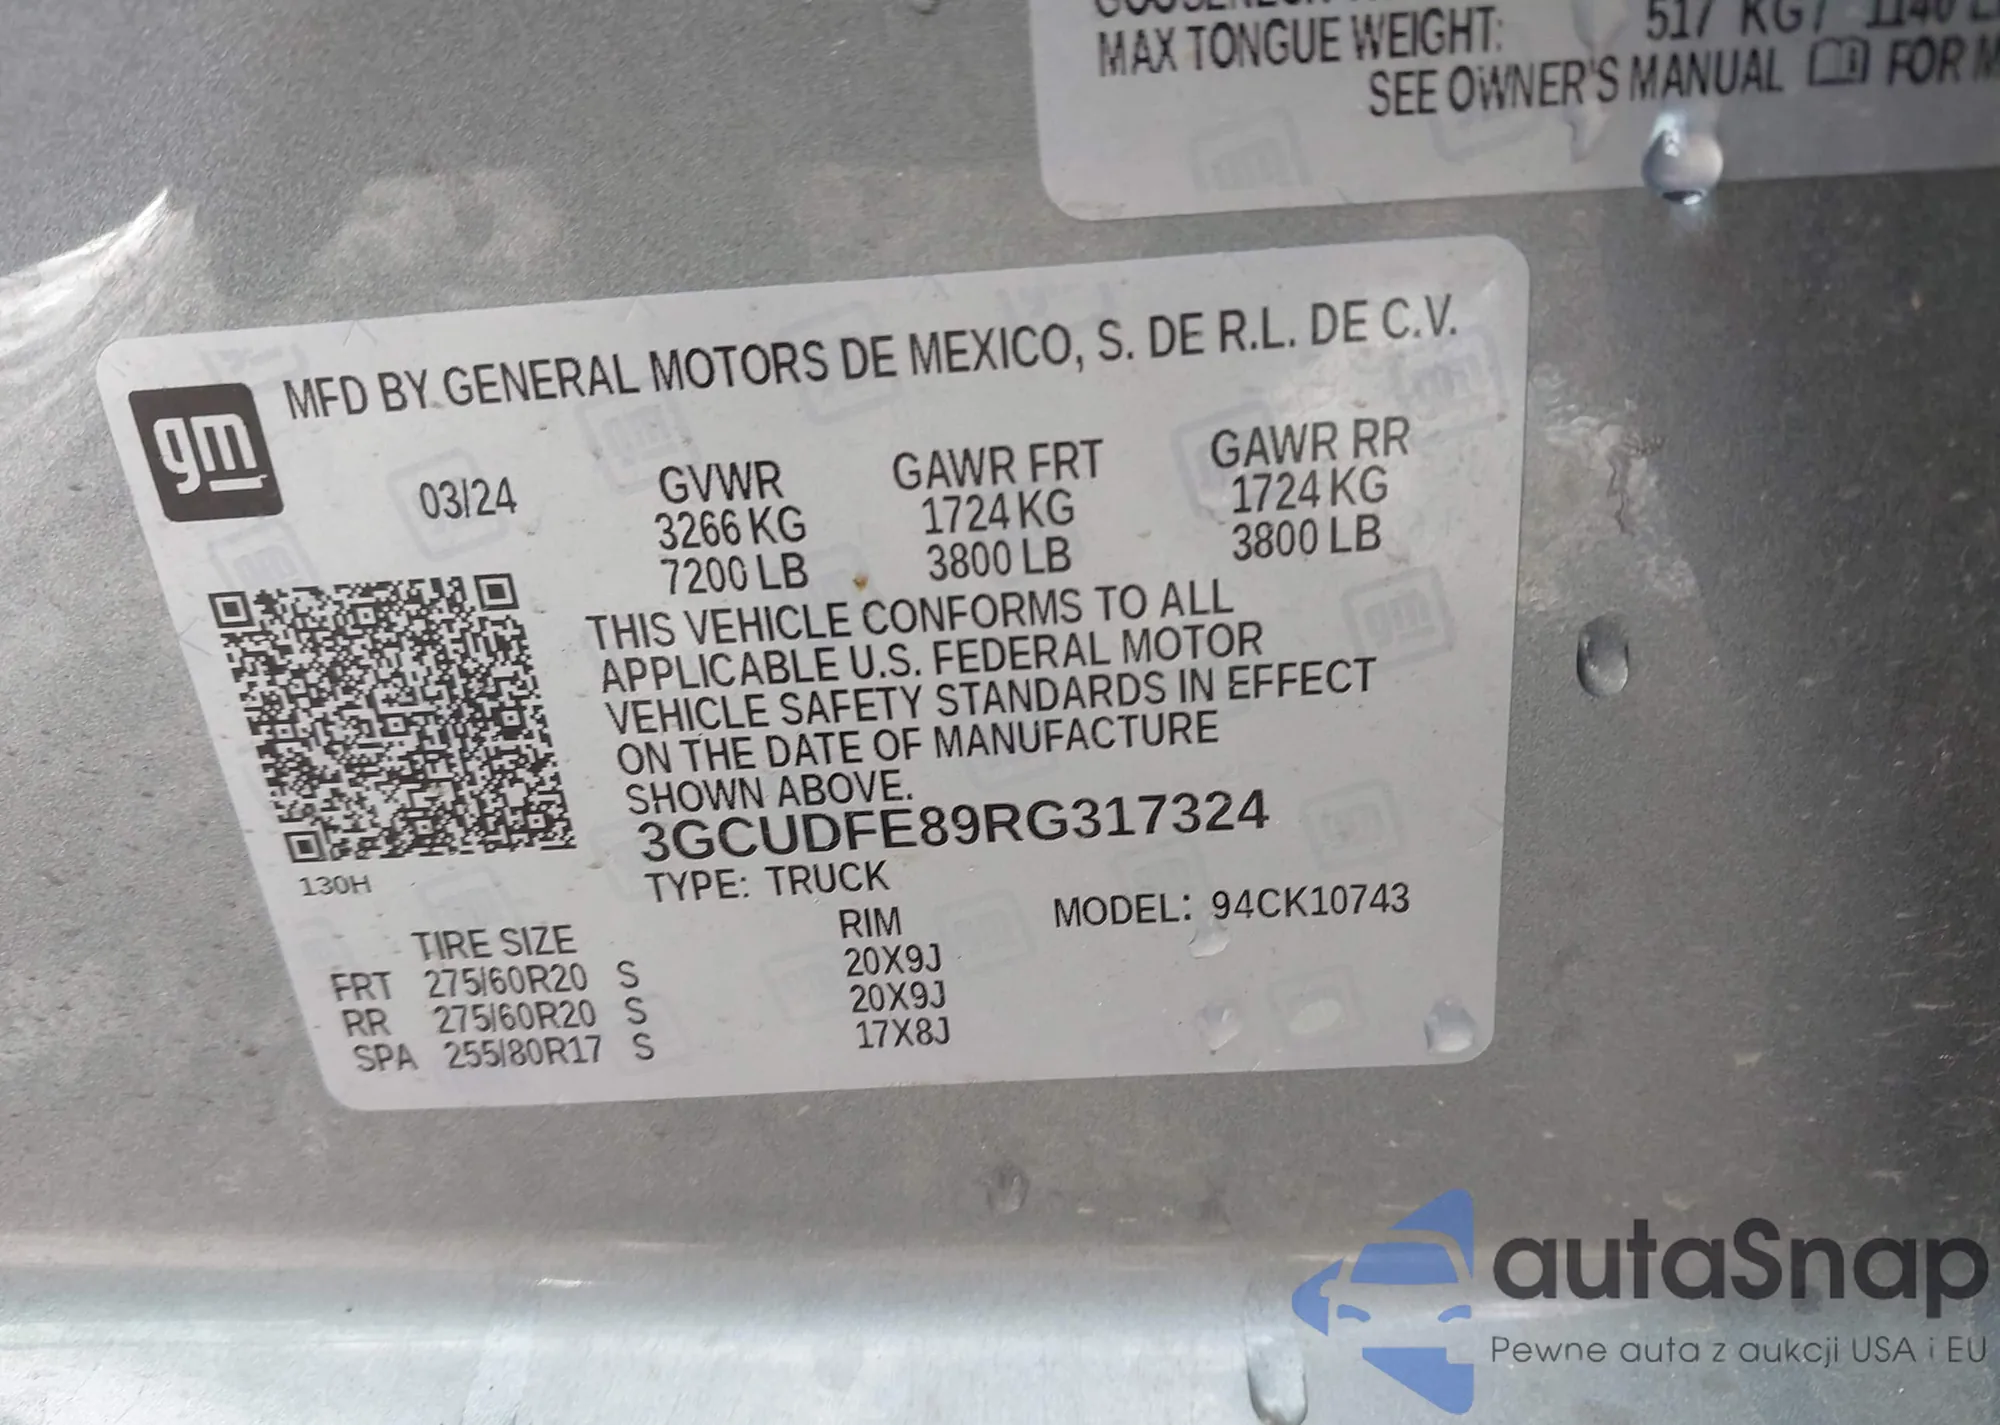 MAX TONGUE WEIGHT: 517 KG / 1140
SEE OWNER'S MANUAL FOR
MFD BY GENERAL MOTORS DE MEXICO, S. DE R.L. DE C.V.
gm
03/24 GVWR GAWR FRT GAWR RR
3266 KG 1724 KG 1724 KG
7200 LB 3800 LB 3800 LB
THIS VEHICLE CONFORMS TO ALL
APPLICABLE U.S. FEDERAL MOTOR
VEHICLE SAFETY STANDARDS IN EFFECT
ON THE DATE OF MANUFACTURE
SHOWN ABOVE.
3GCUDFE89RG317324
130H
TYPE: TRUCK
MODEL: 94CK10743
TIRE SIZE RIM
FRT 275/60R20 S 20X9J
RR 275/60R20 S 20X9J
SPA 255/80R17 S 17X8J
autaSnap
Pewne auta z aukcji USA i EU